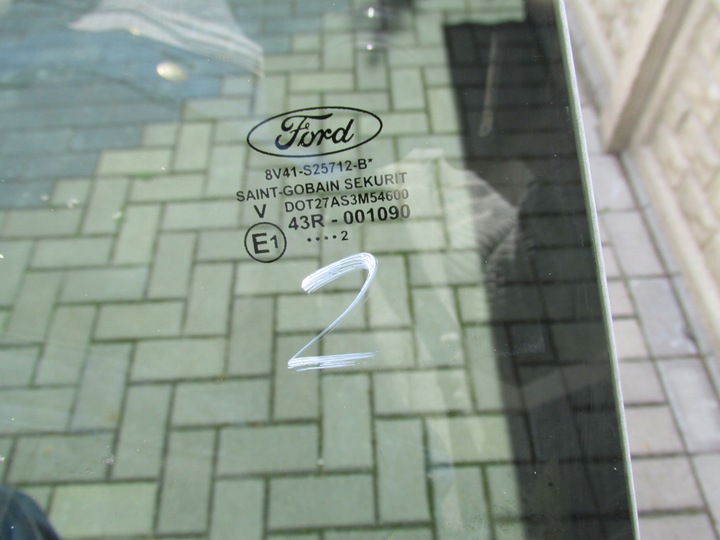 Ford
8V41-S25712-B*
SAINT-GOBAIN SEKURIT
V DOT27AS3M54600
43R - 001090
E1
....2
2